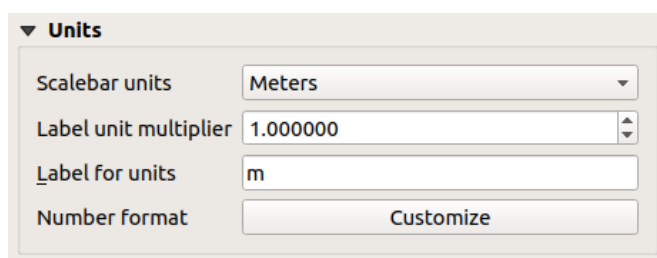 Units
Scalebar units Meters
Label unit multiplier 1.000000
Label for units m
Number format Customize